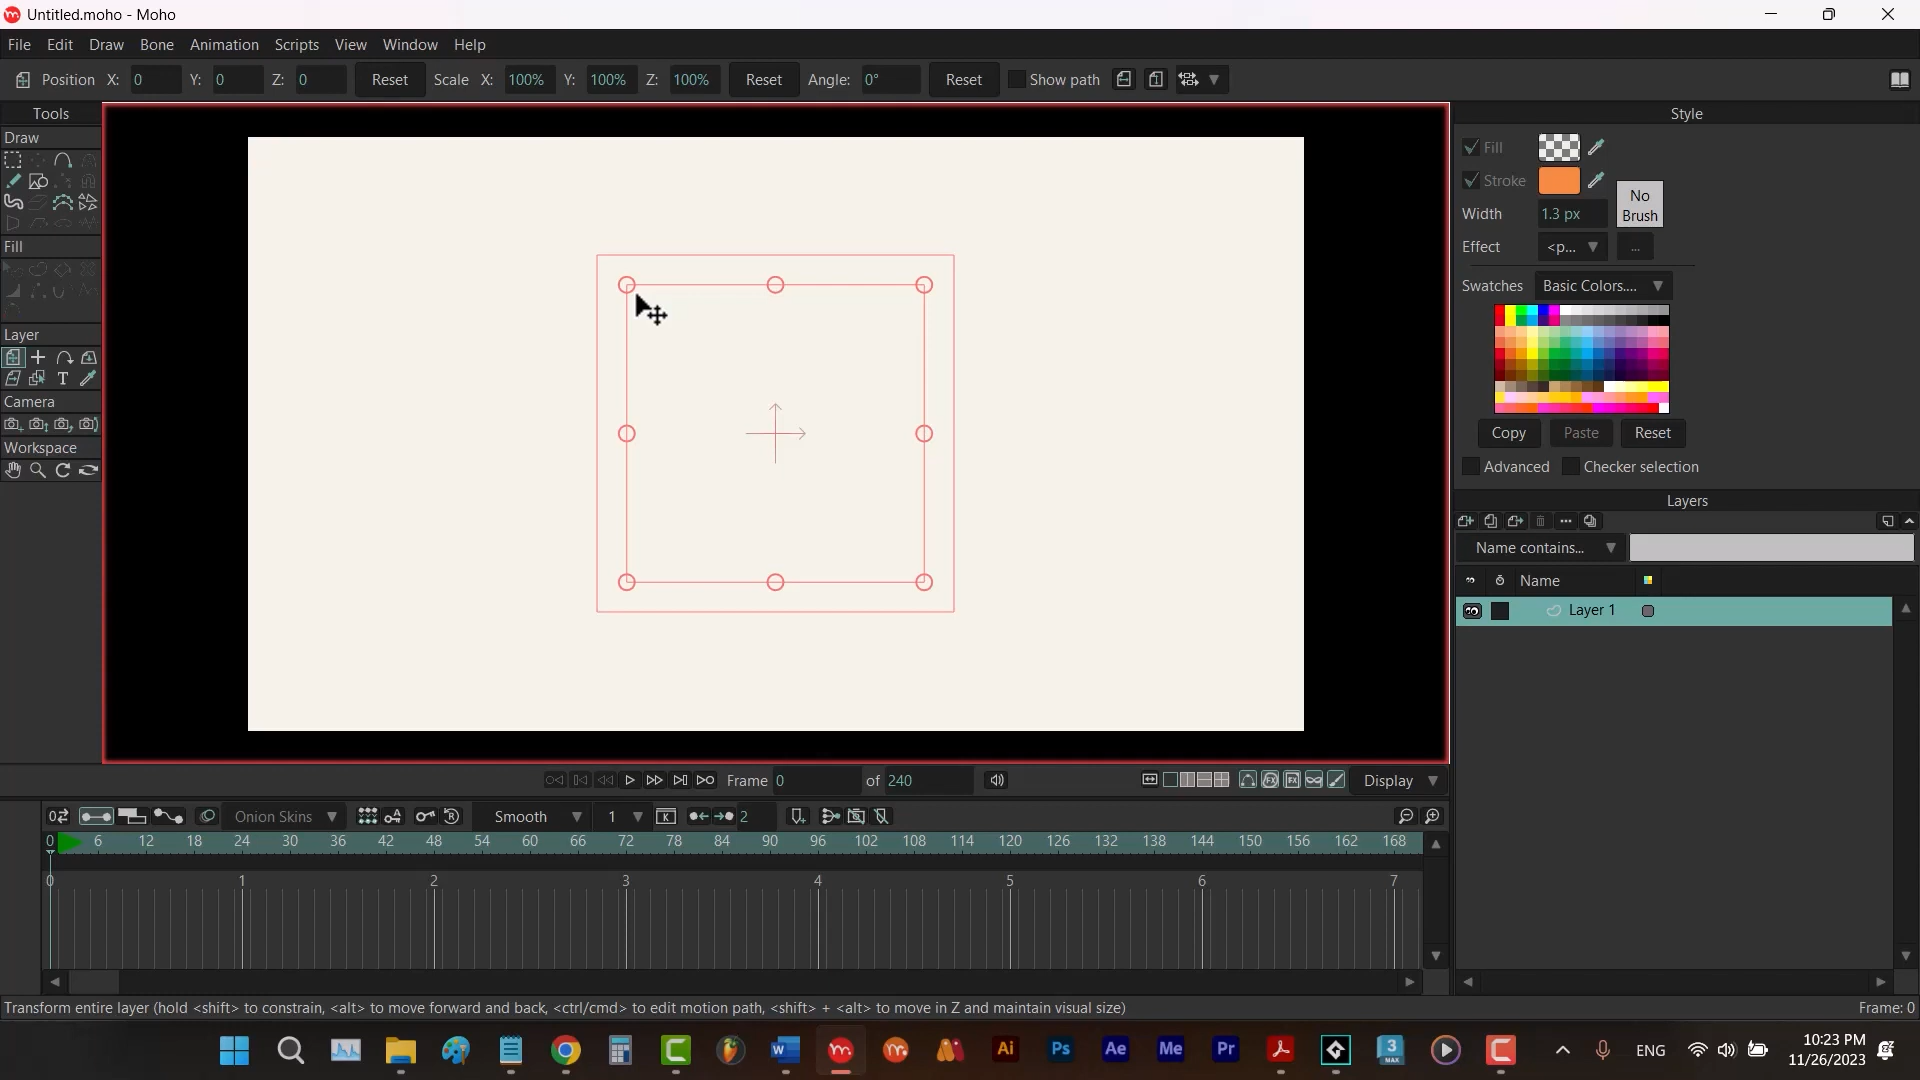 Untitled.moho - Moho
File Edit Draw Bone Animation Scripts View Window Help
Position X: 0 Y: 0 Z: 0 Reset Scale X: 100% Y: 100% Z: 100% Reset Angle: 0° Reset Show path
Tools
Draw
Fill
Layer
T
Camera
Workspace
Style
Fill
Stroke
No
Brush
Width 1.3 px
Effect <p... ...
Swatches Basic Colors....
Copy Paste Reset
Advanced Checker selection
Layers
Name contains...
Name
Layer 1
Frame 0 of 240
Display
Onion Skins Smooth 1 K 2
0 6 12 18 24 30 36 42 48 54 60 66 72 78 84 90 96 102 108 114 120 126 132 138 144 150 156 162 168
0 1 2 3 4 5 6 7
Transform entire layer (hold <shift> to constrain, <alt> to move forward and back, <ctrl/cmd> to edit motion path, <shift> + <alt> to move in Z and maintain visual size)
Frame: 0
Ai Ps Ae Me Pr 3 MAX
ENG
10:23 PM
11/26/2023